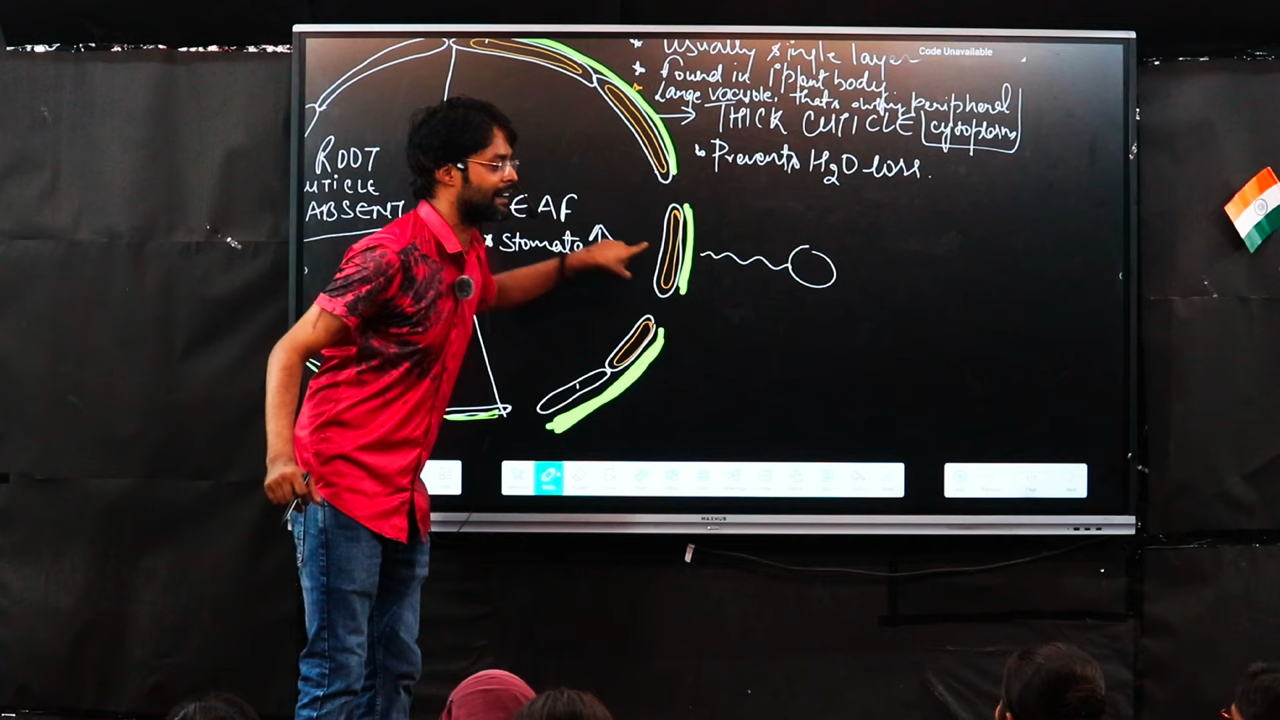 * Usually single layer
Code Unavailable
* found in plant body
* Large vacuole, that's during peripheral
→ THICK CUTICLE cytoplasm
• Prevents H2O loss.
ROOT
UTICLE
ABSENT
EAF
* Stomata ↑
MAXHUB